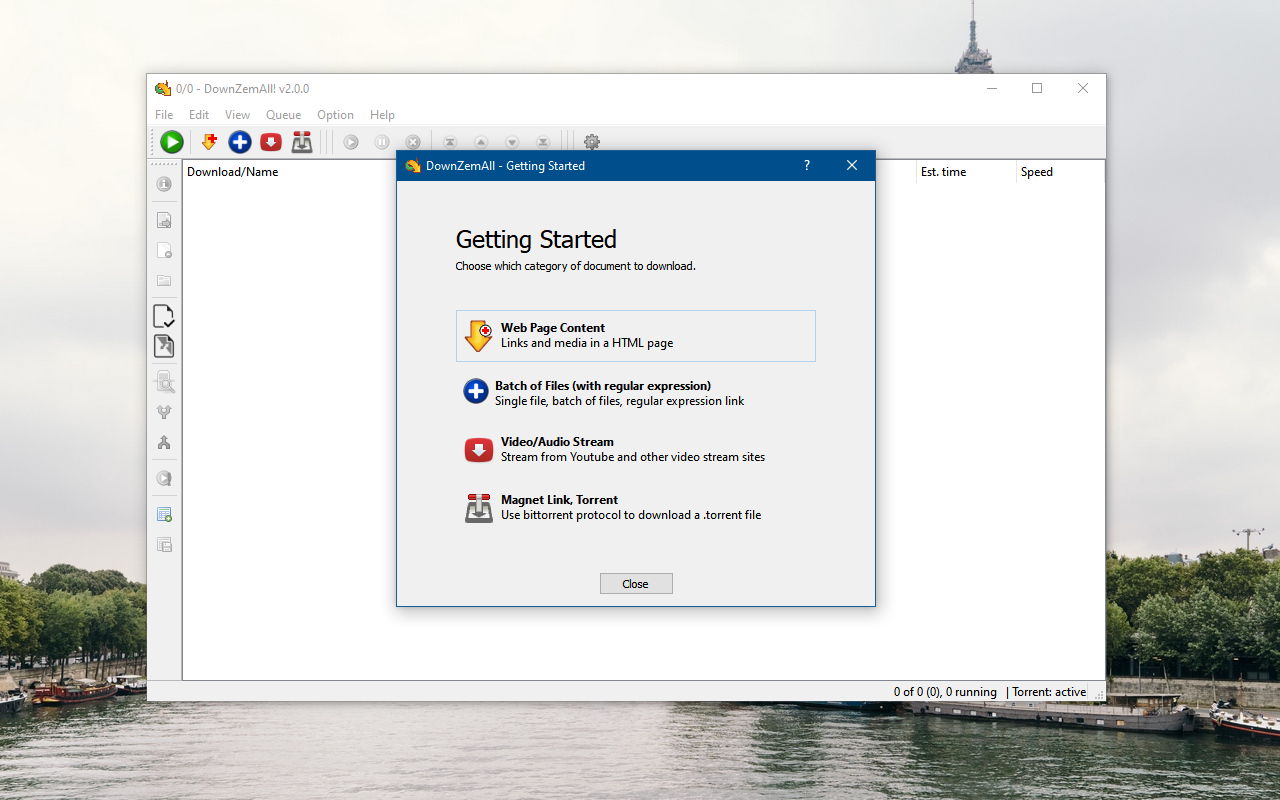 0/0 - DownZemAll! v2.0.0
File Edit View Queue Option Help
DownZemAll - Getting Started ?
Download/Name Est. time Speed
Getting Started
Choose which category of document to download.
Web Page Content
Links and media in a HTML page
Batch of Files (with regular expression)
Single file, batch of files, regular expression link
Video/Audio Stream
Stream from Youtube and other video stream sites
Magnet Link, Torrent
Use bittorrent protocol to download a .torrent file
Close
0 of 0 (0), 0 running | Torrent: active